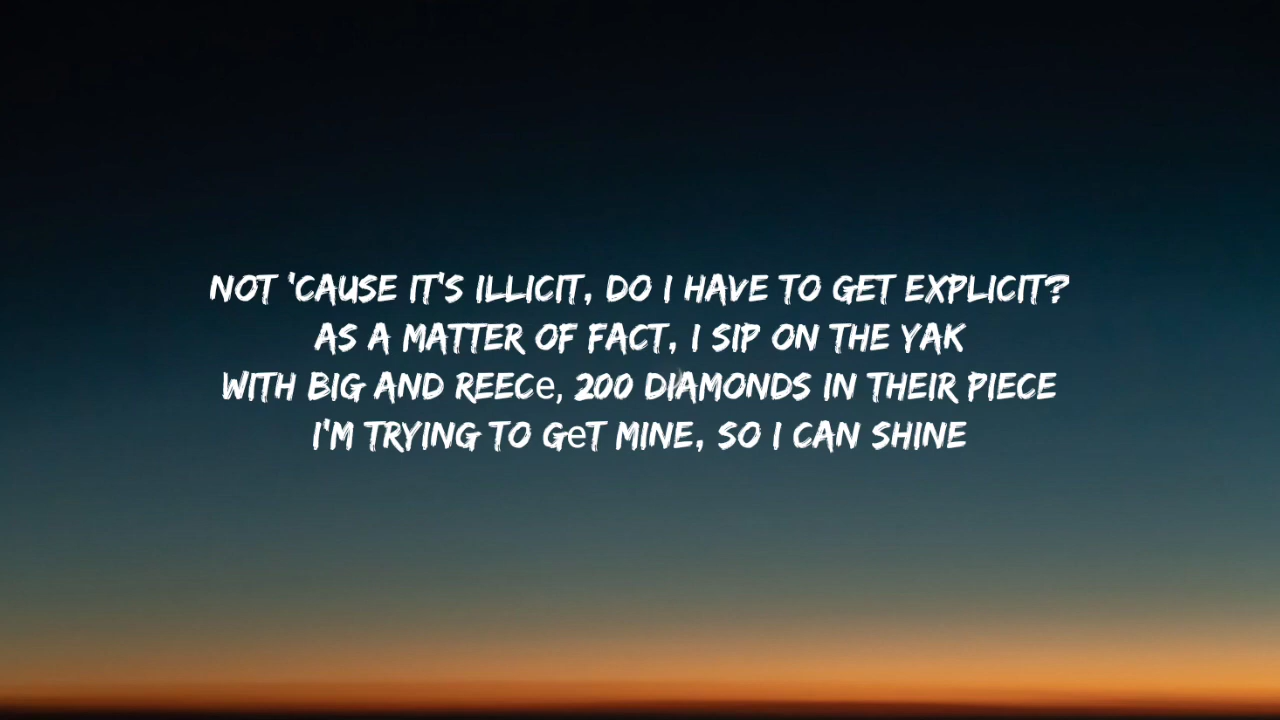 NOT 'CAUSE IT'S ILLICIT, DO I HAVE TO GET EXPLICIT?
AS A MATTER OF FACT, I SIP ON THE YAK
WITH BIG AND REECe, 200 DIAMONDS IN THEIR PIECE
I'M TRYING TO GeT MINE, SO I CAN SHINE